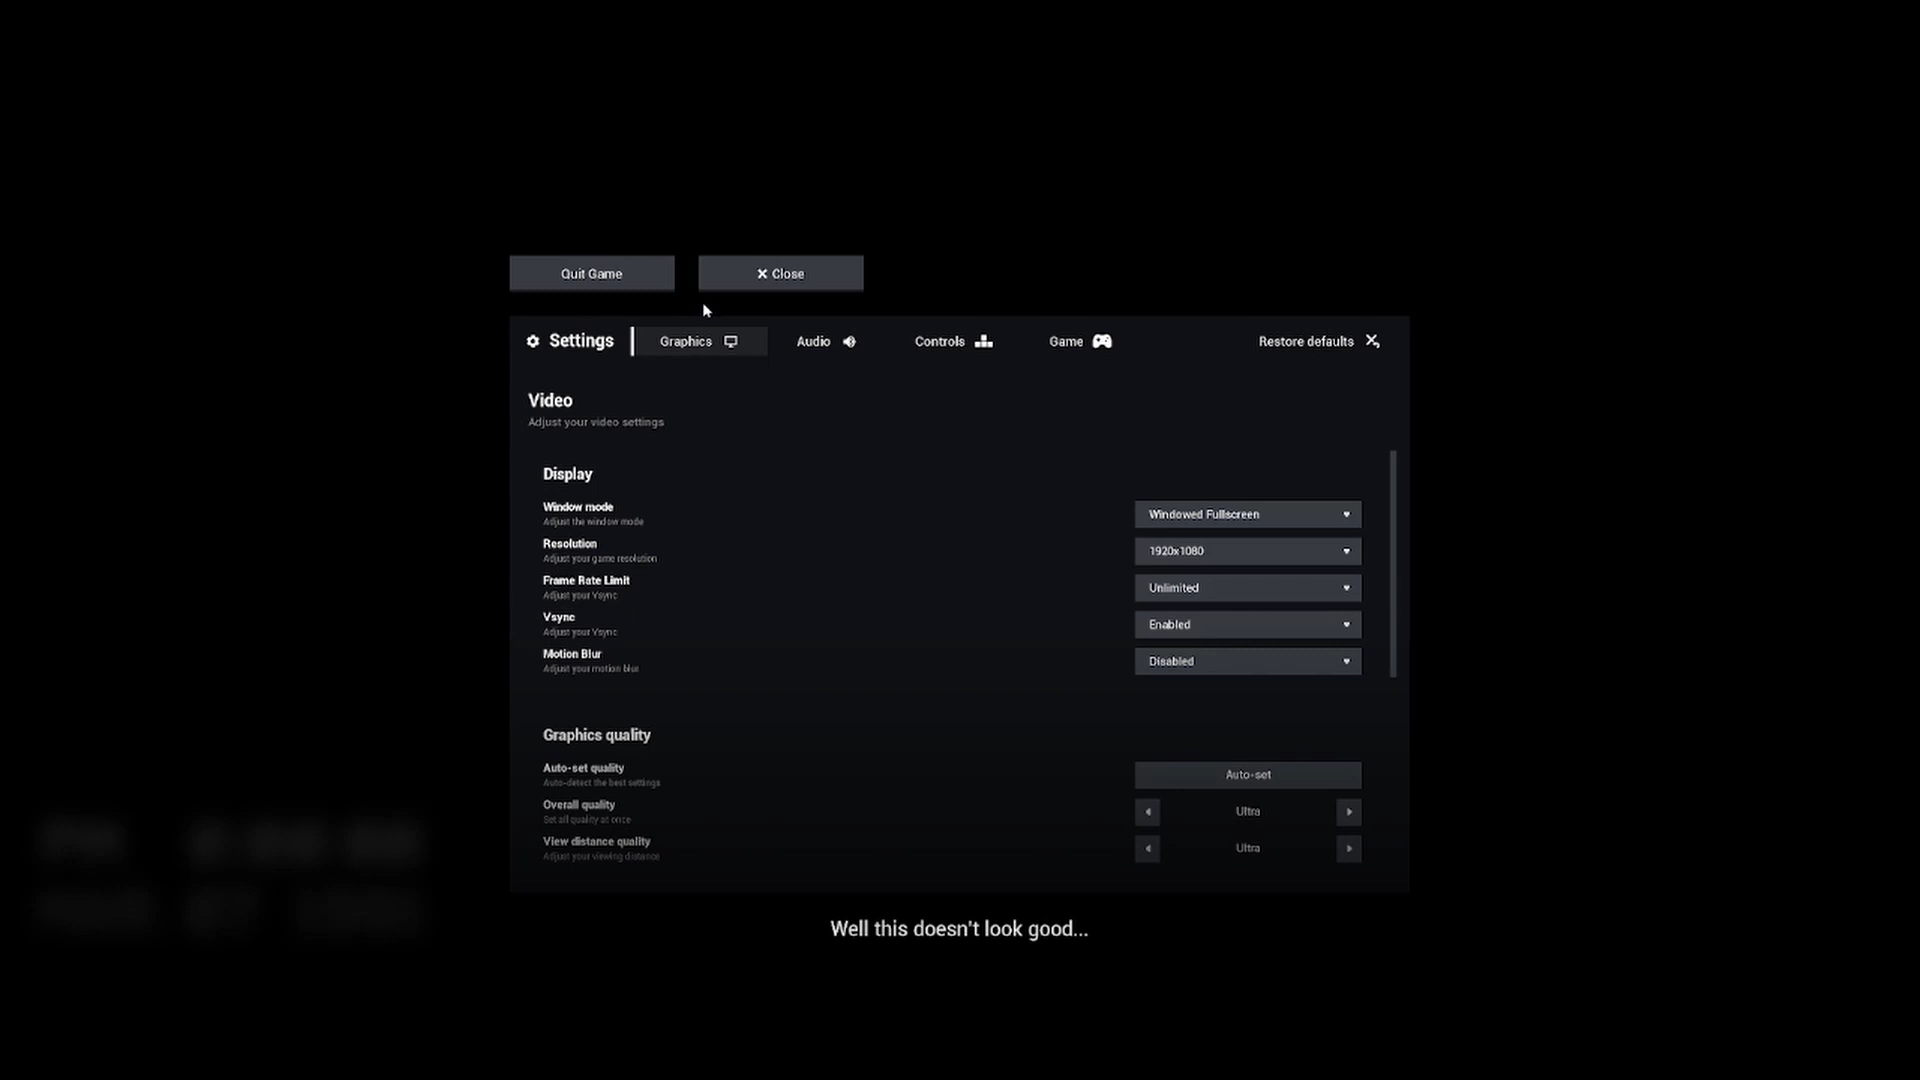 Quit Game
Close
Settings Graphics Audio Controls Game Restore defaults
Video
Adjust your video settings
Display
Window mode
Adjust the window mode
Windowed Fullscreen
Resolution
Adjust your game resolution
1920x1080
Frame Rate Limit
Adjust your Vsync
Unlimited
Vsync
Adjust your Vsync
Enabled
Motion Blur
Adjust your motion blur
Disabled
Graphics quality
Auto-set quality
Auto-detect the best settings
Auto-set
Overall quality
Set all quality at once
Ultra
View distance quality
Adjust your viewing distance
Ultra
Well this doesn't look good...